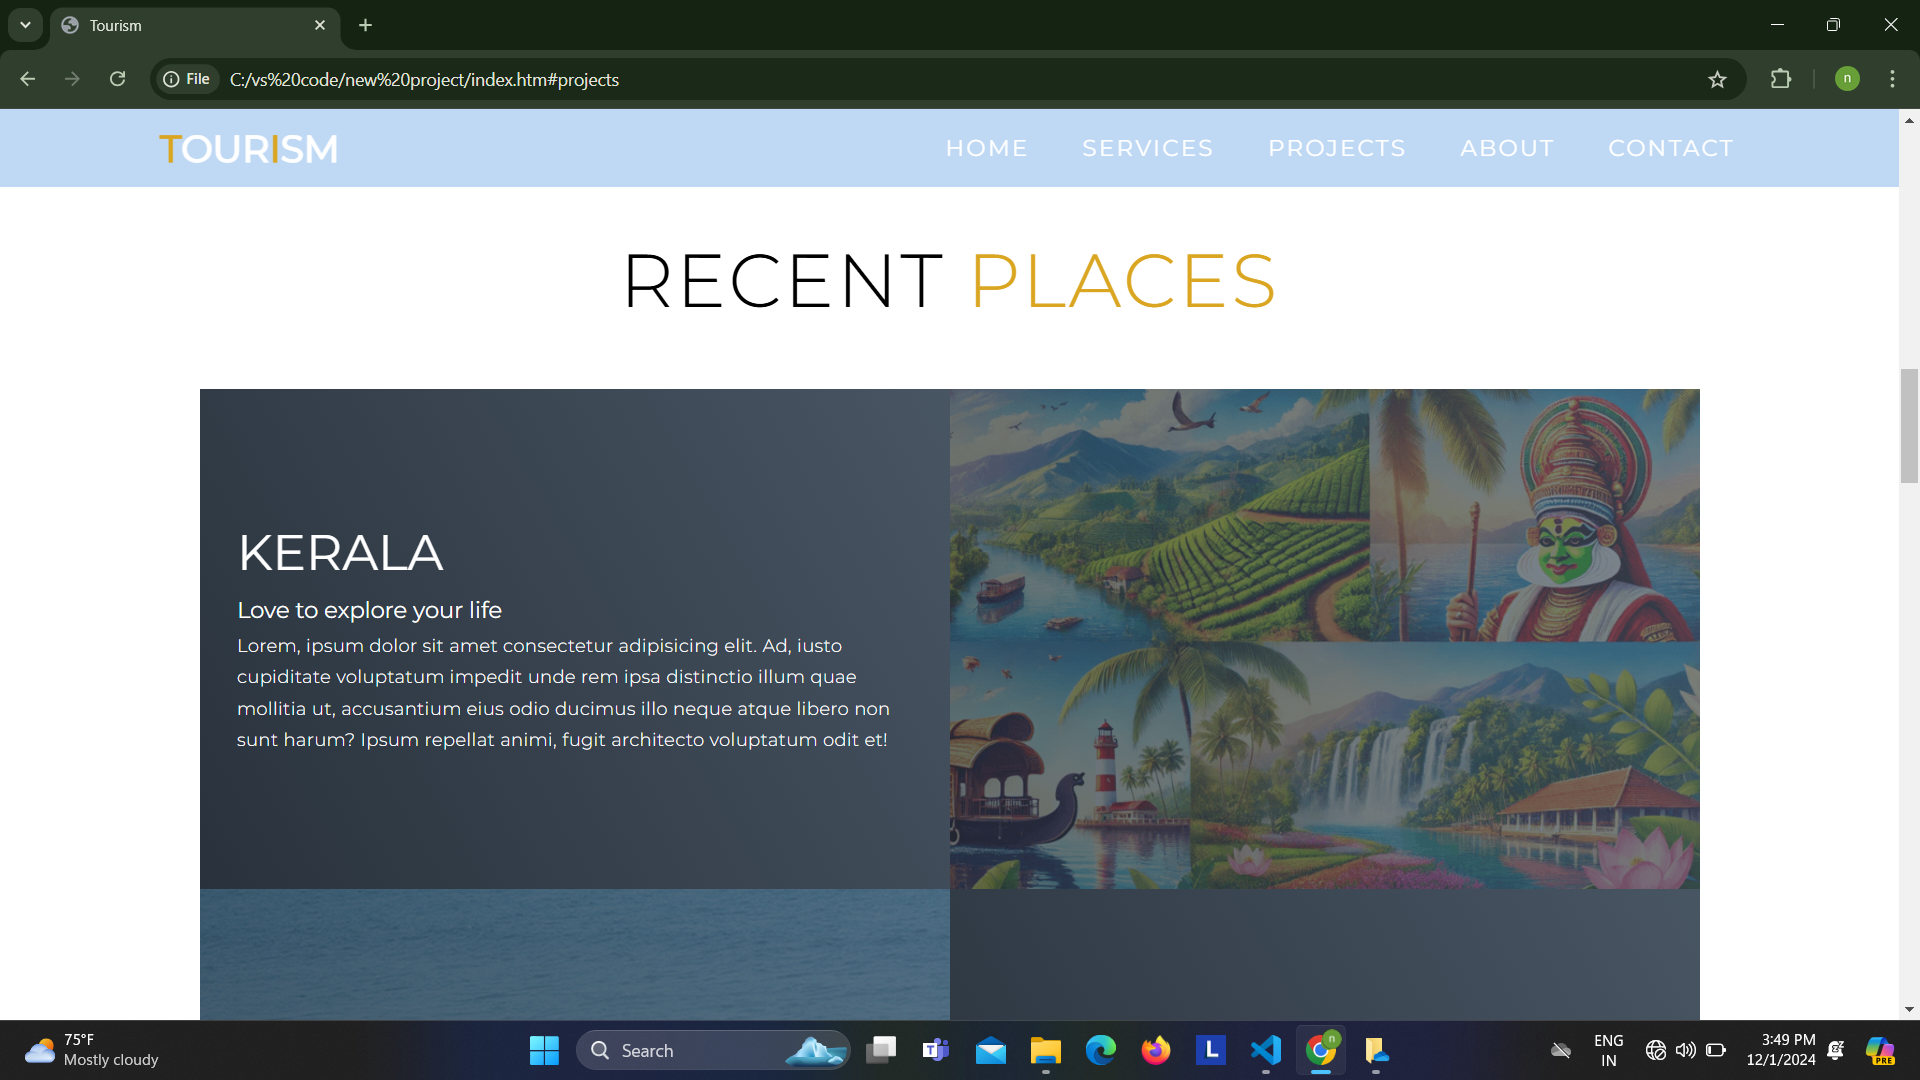 Tourism
File
C:/vs%20code/new%20project/index.htm#projects
n
TOURISM
HOME
SERVICES
PROJECTS
ABOUT
CONTACT
RECENT PLACES
KERALA
Love to explore your life
Lorem, ipsum dolor sit amet consectetur adipisicing elit. Ad, iusto
cupiditate voluptatum impedit unde rem ipsa distinctio illum quae
mollitia ut, accusantium eius odio ducimus illo neque atque libero non
sunt harum? Ipsum repellat animi, fugit architecto voluptatum odit et!
75°F
Mostly cloudy
Search
T
L
n
ENG
IN
3:49 PM
12/1/2024
PRE